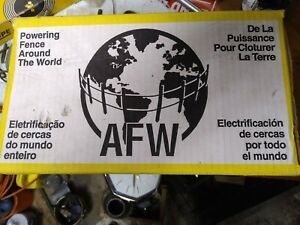 Powering
Fence
Around
The World
De La
Puissance
Pour Cloturer
La Terre
AFW
Eletrificação
de cercas
do mundo
enteiro
Electrificación
de cercas
por todo
el mundo